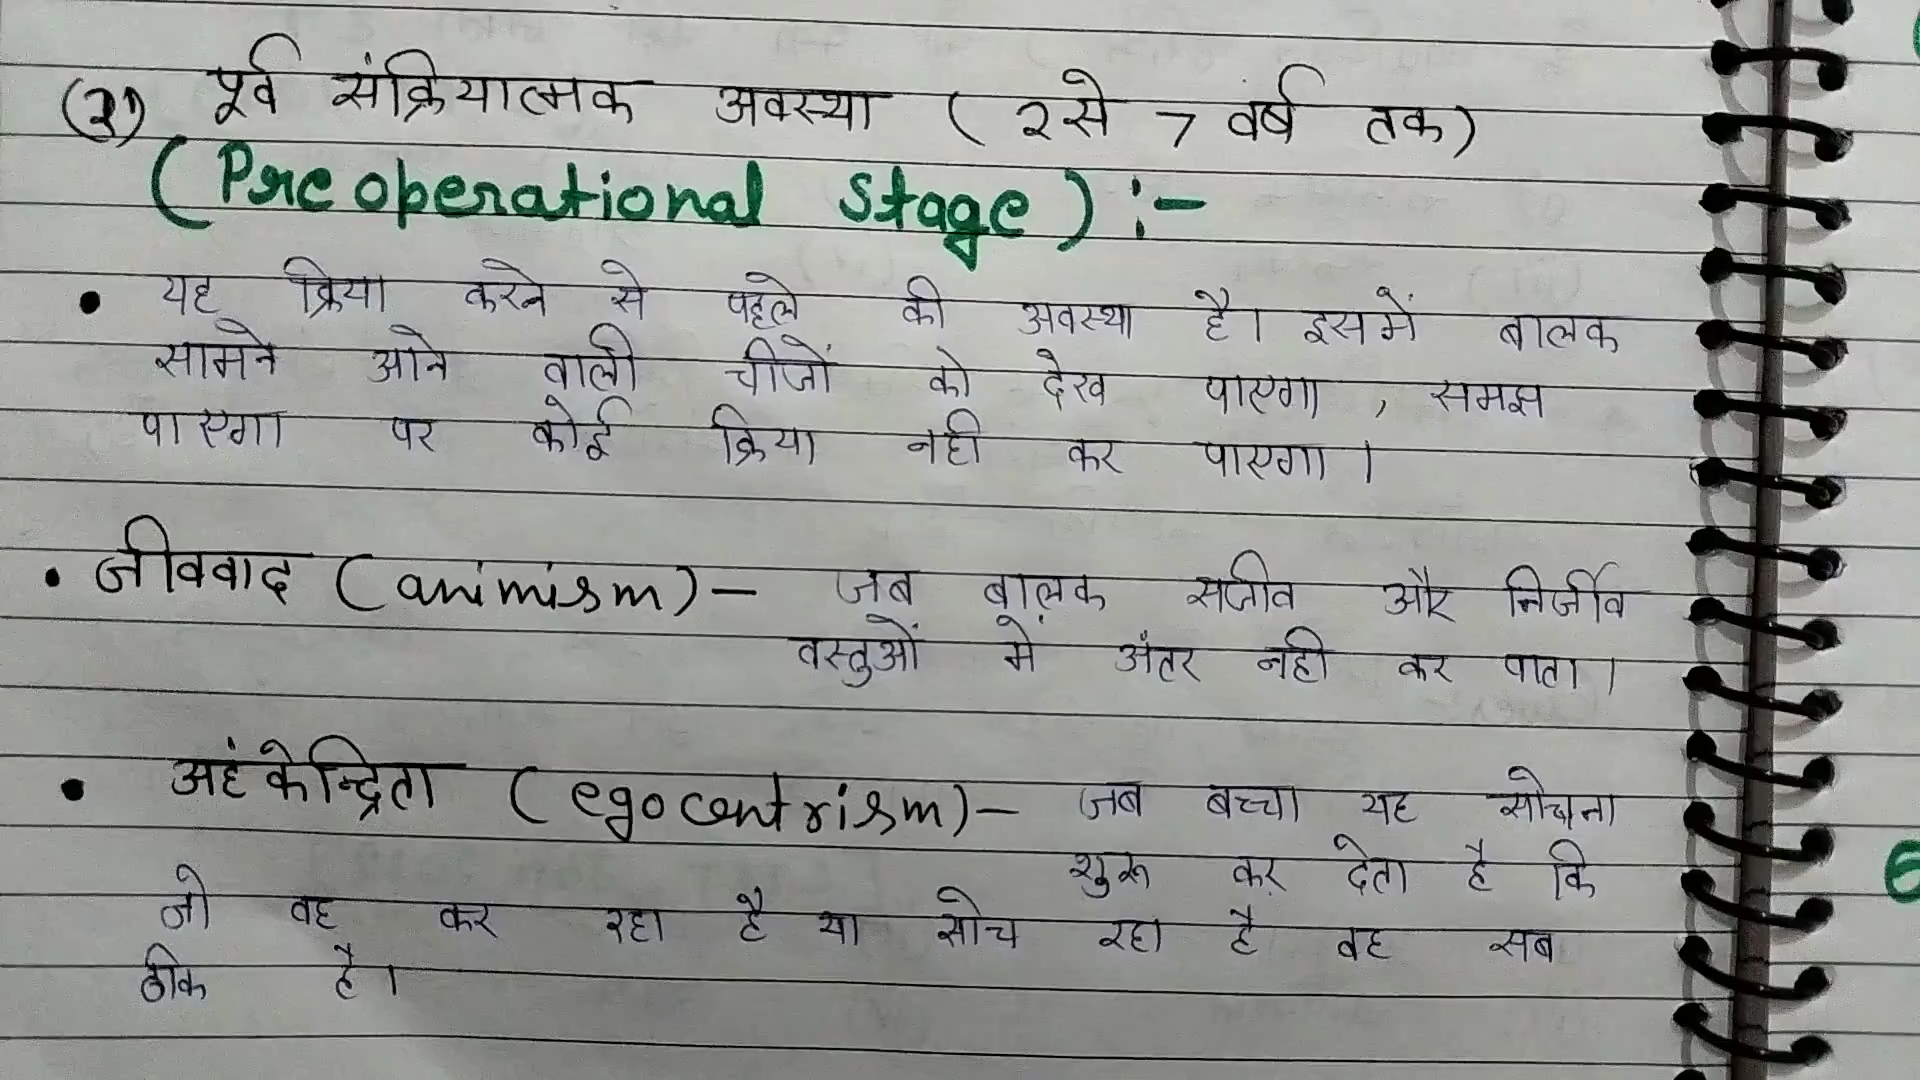 (2) पूर्व संक्रियात्मक अवस्था ( 2 से 7 वर्ष तक)
( Pre operational Stage ) :-
• यह क्रिया करने से पहले की अवस्था है। इसमें बालक
सामने आने वाली चीजों को देख पाएगा , समझ
पाएगा पर कोई क्रिया नही कर पाएगा ।
• जीववाद ( animism ) – जब बालक सजीव और निर्जीव
वस्तुओं में अंतर नही कर पाता ।
• अहंकेन्द्रिता ( egocentrism) – जब बच्चा यह सोचना
शुरू कर देता है कि
जो वह कर रहा है या सोच रहा है वह सब
ठीक है ।